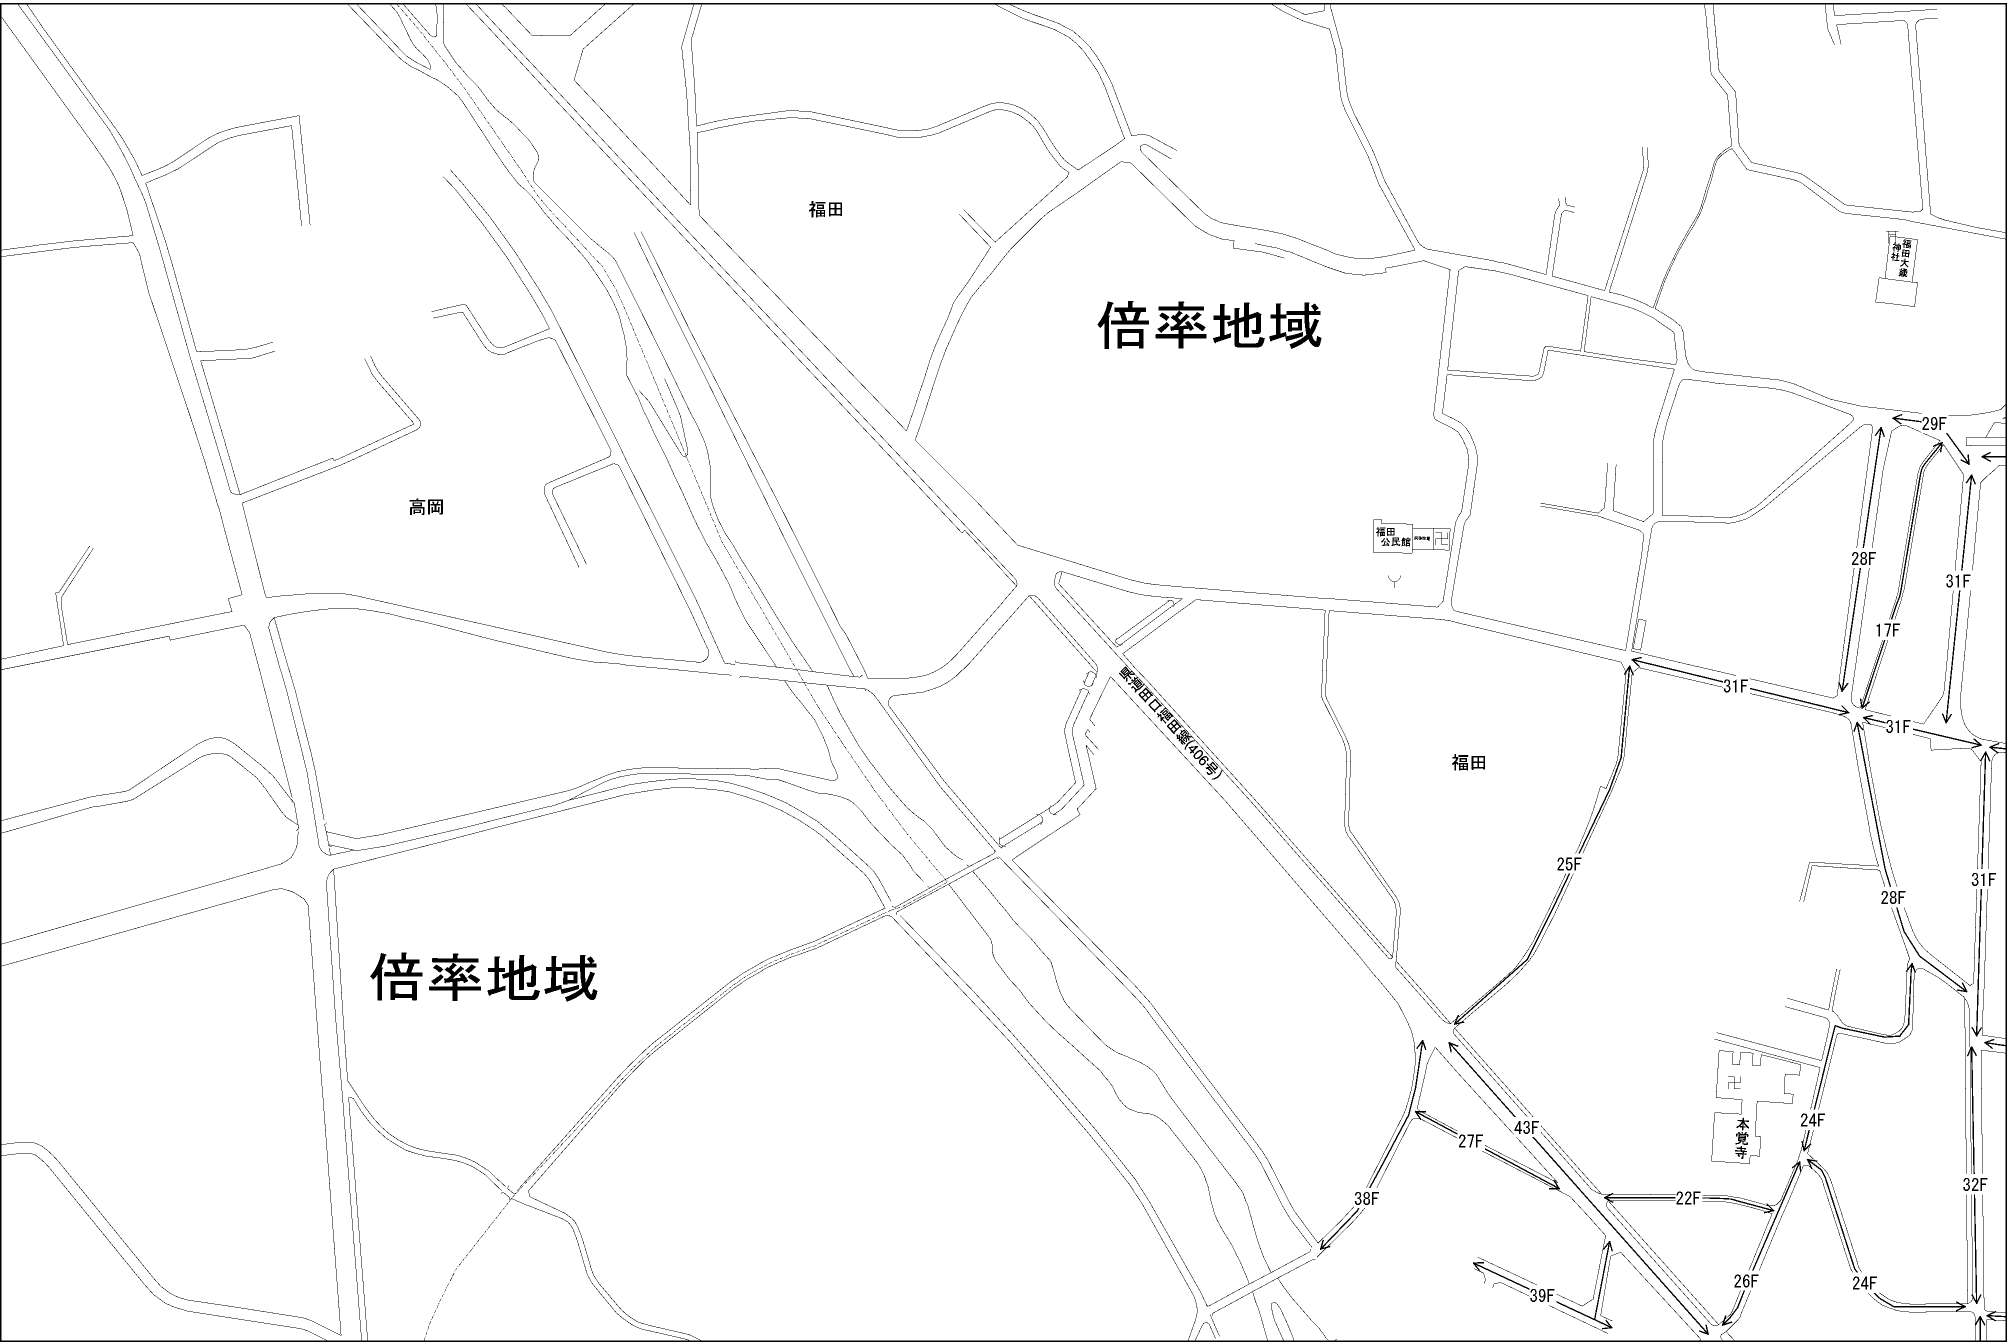 福田
福田大歳
神社
倍率地域
29F
高岡
福田
公民館
28F
31F
17F
31F
県道田口福田線(406号)
31F
福田
25F
31F
28F
倍率地域
24F
本覚寺
43F
27F
38F
22F
32F
26F
24F
39F